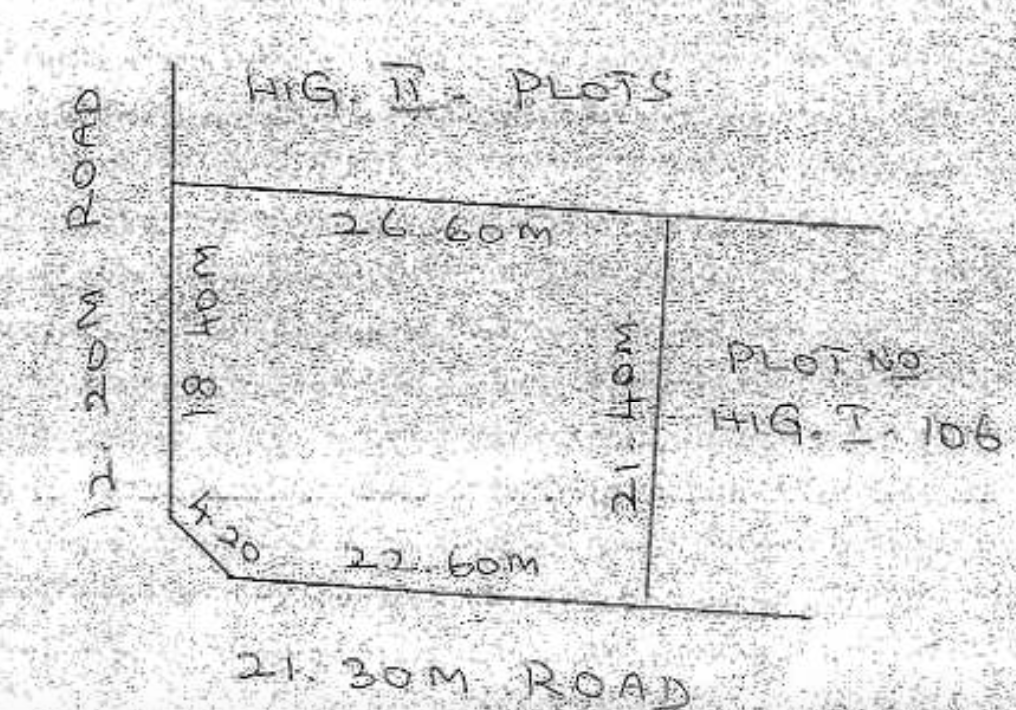 HIG. II. PLOTS
12. 20M ROAD
26.60m
18 40M
21.40M
PLOT NO
HIG. I. 106
4 20
22.60m
21.30M. ROAD